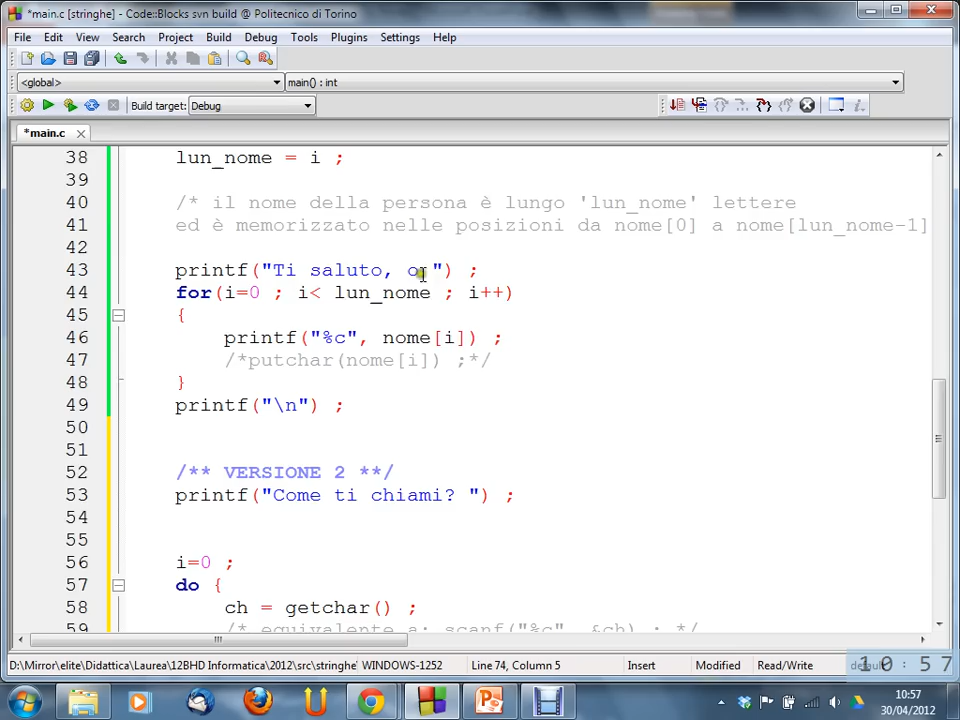 *main.c [stringhe] - Code::Blocks svn build @ Politecnico di Torino
File Edit View Search Project Build Debug Tools Plugins Settings Help
<global> main() : int
Build target: Debug
*main.c
38 lun_nome = i ;
39
40 /* il nome della persona è lungo 'lun_nome' lettere
41 ed è memorizzato nelle posizioni da nome[0] a nome[lun_nome-1]
42
43 printf("Ti saluto, o ") ;
44 for(i=0 ; i< lun_nome ; i++)
45 {
46 printf("%c", nome[i]) ;
47 /*putchar(nome[i]) ;*/
48 }
49 printf("\n") ;
50
51
52 /** VERSIONE 2 **/
53 printf("Come ti chiami? ") ;
54
55
56 i=0 ;
57 do {
58 ch = getchar() ;
59 /* equivalente a: scanf("%c", &ch) ; */
D:\Mirror\elite\Didattica\Laurea\12BHD Informatica\2012\src\stringhe WINDOWS-1252 Line 74, Column 5 Insert Modified Read/Write default
10:57
10:57
30/04/2012